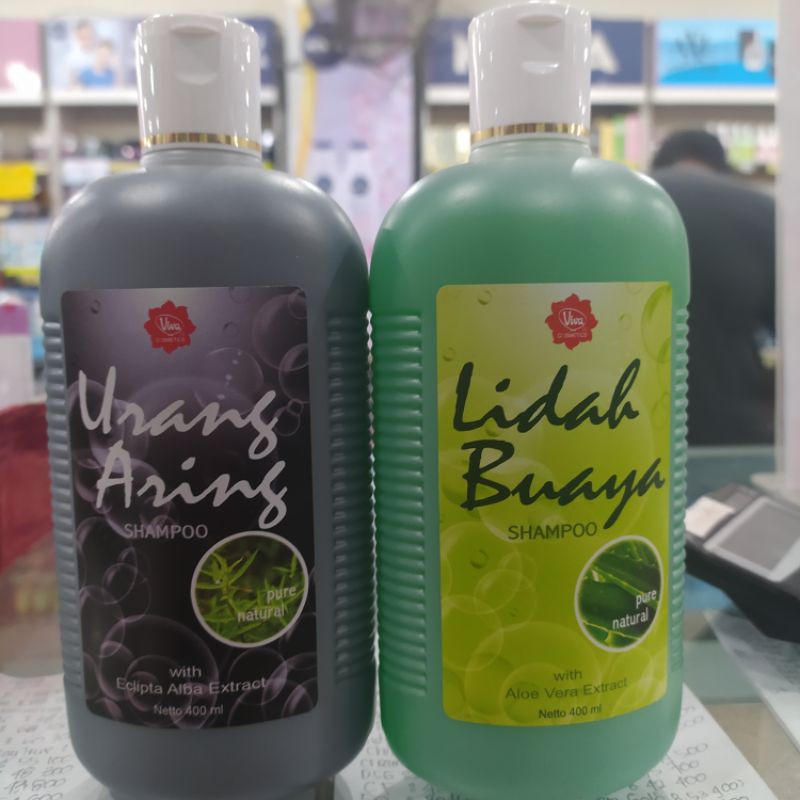 Viva
COSMETICS
Urang
Aring
SHAMPOO
pure
natural
with
Eclipta Alba Extract
Netto 400 ml
Viva
COSMETICS
Lidah
Buaya
SHAMPOO
pure
natural
with
Aloe Vera Extract
Netto 400 ml